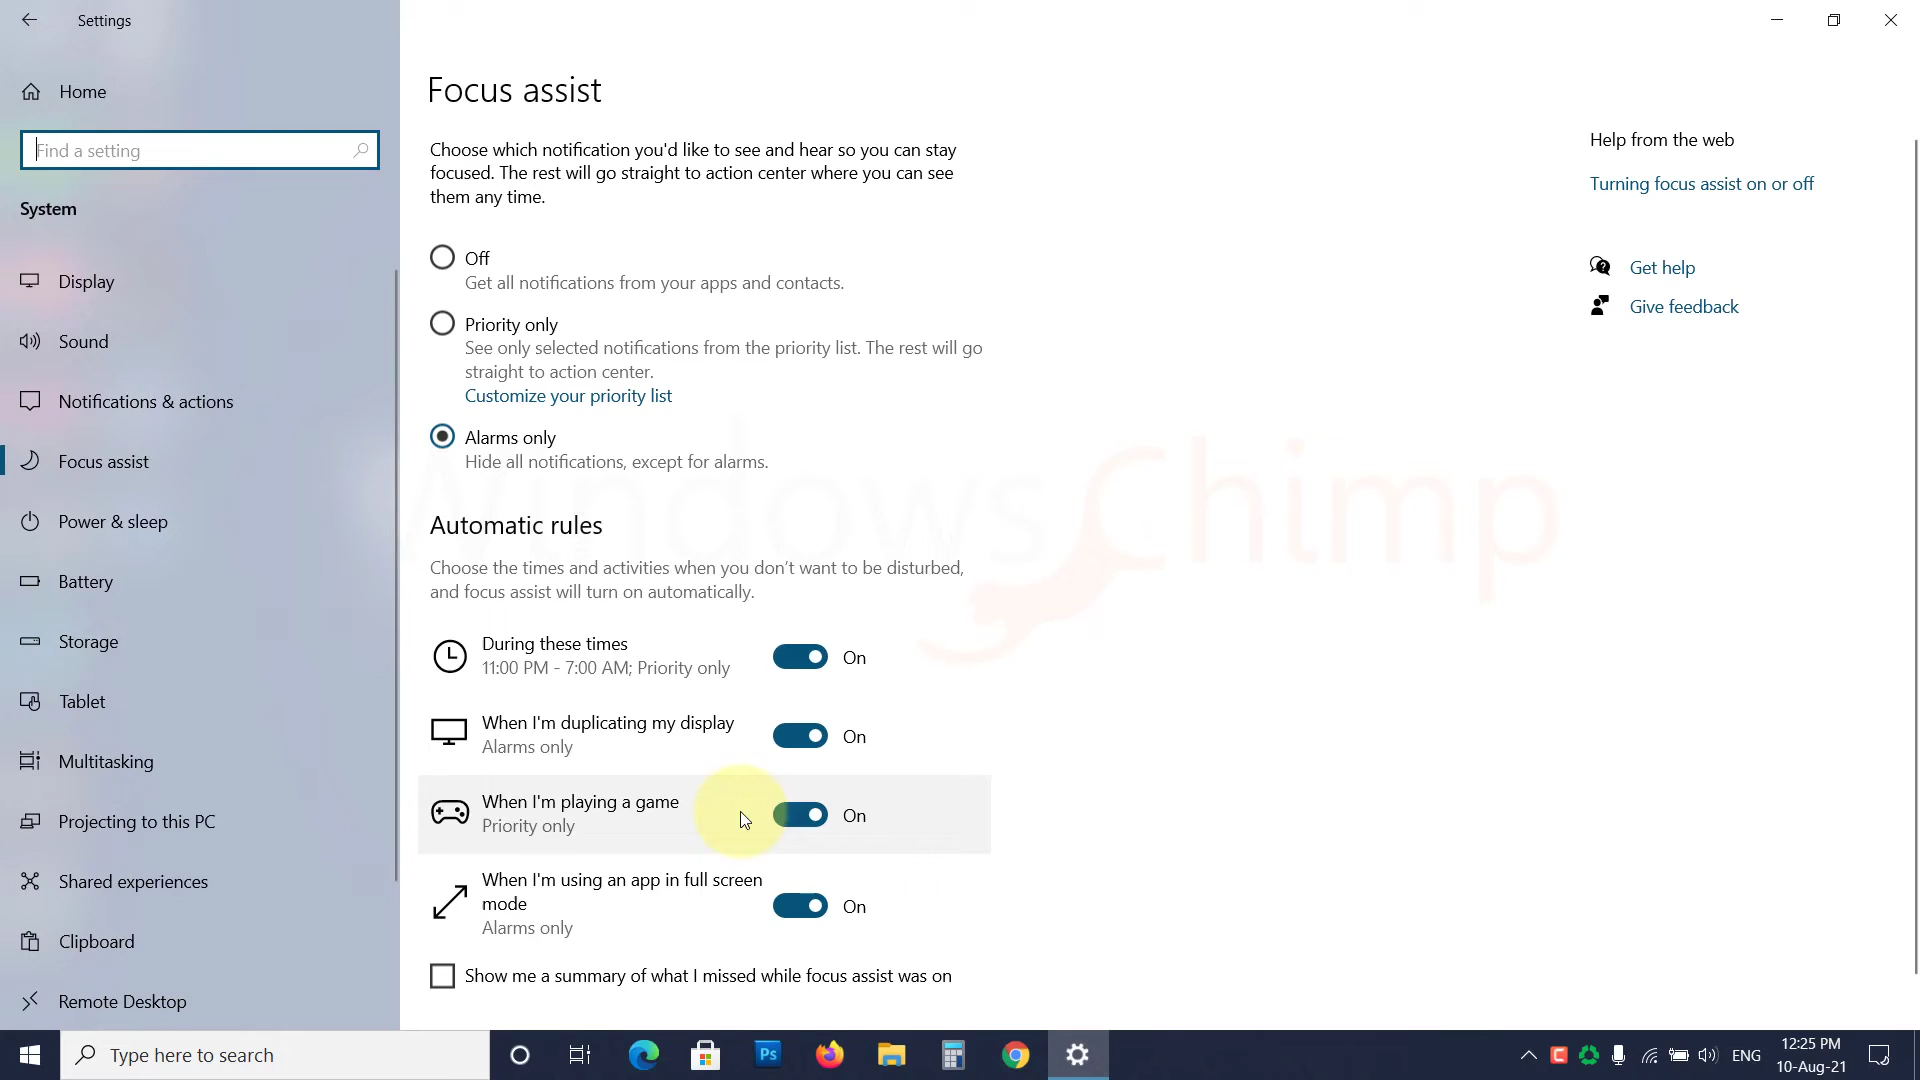 Settings
Home
Find a setting
System
Display
Sound
Notifications & actions
Focus assist
Power & sleep
Battery
Storage
Tablet
Multitasking
Projecting to this PC
Shared experiences
Clipboard
Remote Desktop
Focus assist
Choose which notification you'd like to see and hear so you can stay
focused. The rest will go straight to action center where you can see
them any time.
Off
Get all notifications from your apps and contacts.
Priority only
See only selected notifications from the priority list. The rest will go
straight to action center.
Customize your priority list
Alarms only
Hide all notifications, except for alarms.
Windows Chimp
Automatic rules
Choose the times and activities when you don't want to be disturbed,
and focus assist will turn on automatically.
During these times
11:00 PM - 7:00 AM; Priority only
On
When I'm duplicating my display
Alarms only
On
When I'm playing a game
Priority only
On
When I'm using an app in full screen
mode
Alarms only
On
Show me a summary of what I missed while focus assist was on
Help from the web
Turning focus assist on or off
Get help
Give feedback
Type here to search
Ps
C
ENG
12:25 PM
10-Aug-21